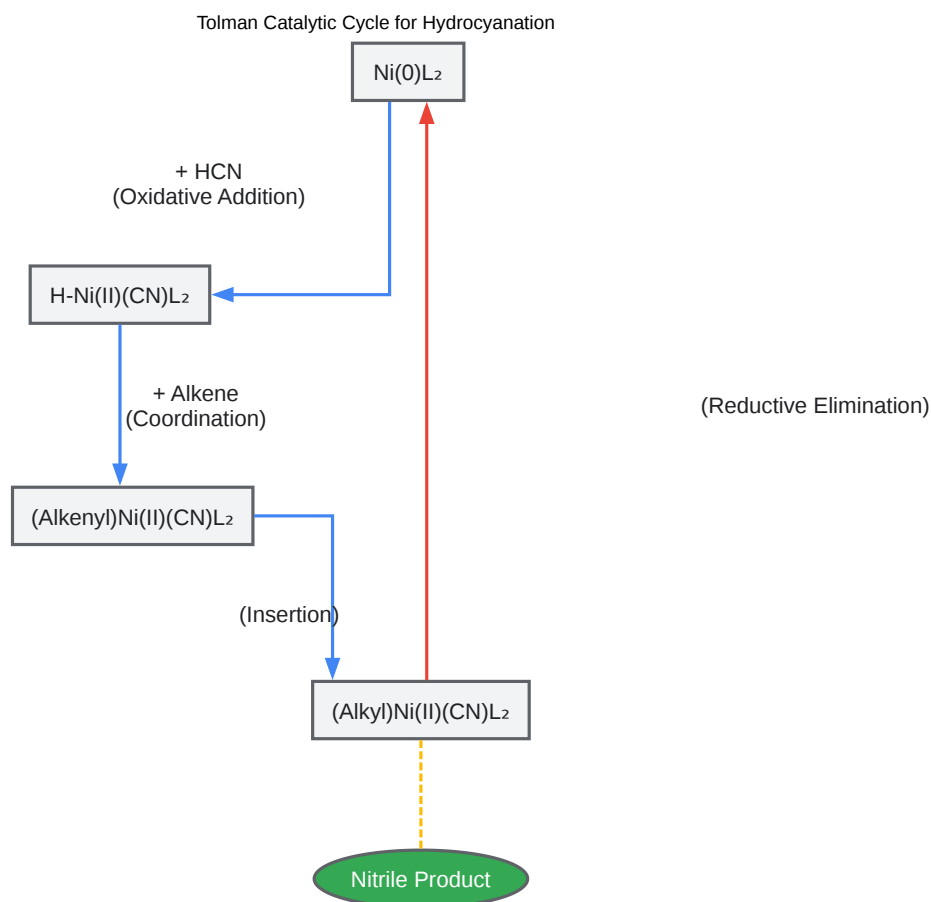 Tolman Catalytic Cycle for Hydrocyanation
Ni(0)L₂
+ HCN
(Oxidative Addition)
H-Ni(II)(CN)L₂
+ Alkene
(Coordination)
(Reductive Elimination)
(Alkenyl)Ni(II)(CN)L₂
(Insertion)
(Alkyl)Ni(II)(CN)L₂
Nitrile Product